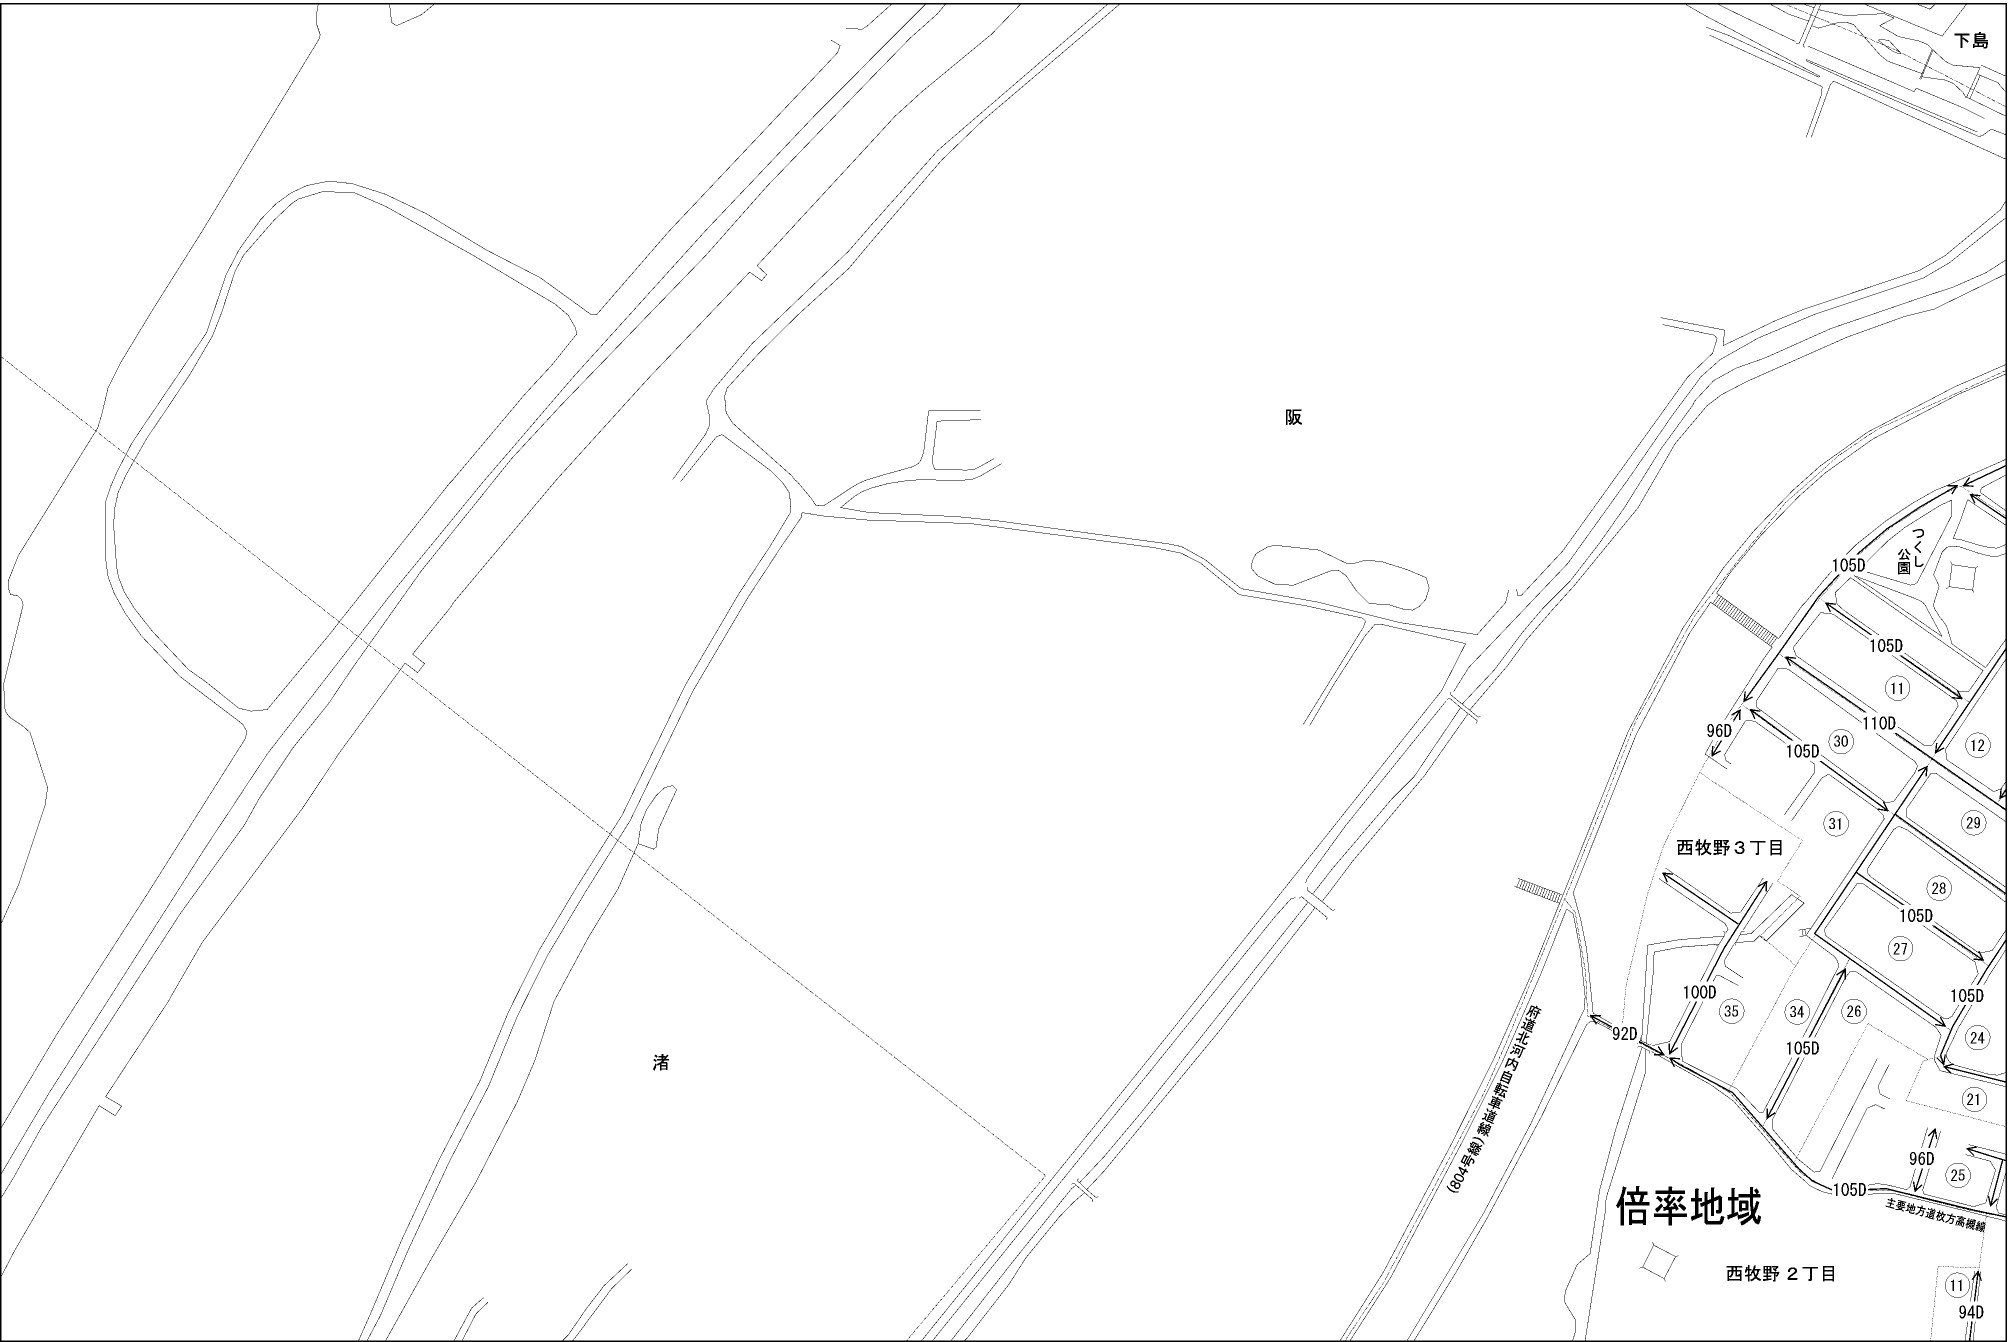 下島
阪
つくし
公園
105D
105D
11
110D
96D
30
12
105D
29
31
西牧野３丁目
28
105D
27
100D
105D
35
34
26
92D
24
105D
21
府道北河内自転車道線
(804号線)
渚
96D
25
105D
倍率地域
主要地方道枚方高槻線
西牧野２丁目
11
94D